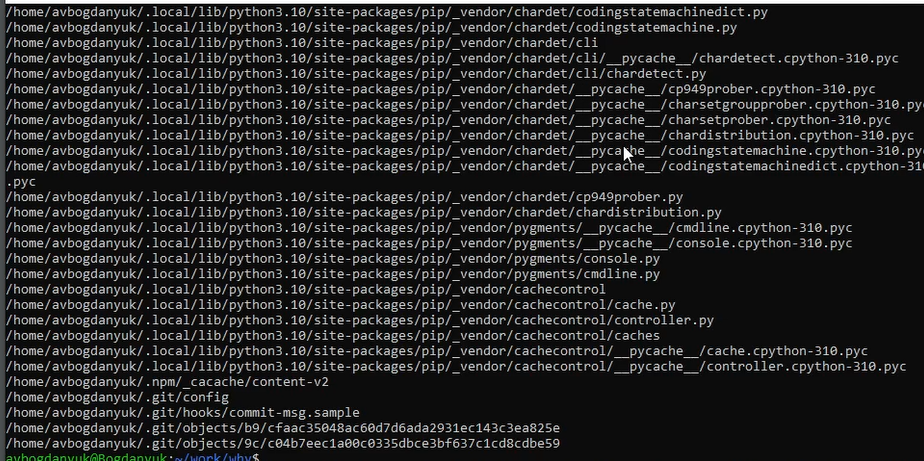 /home/avbogdanyuk/.local/lib/python3.10/site-packages/pip/_vendor/chardet/codingstatemachinedict.py
/home/avbogdanyuk/.local/lib/python3.10/site-packages/pip/_vendor/chardet/codingstatemachine.py
/home/avbogdanyuk/.local/lib/python3.10/site-packages/pip/_vendor/chardet/cli
/home/avbogdanyuk/.local/lib/python3.10/site-packages/pip/_vendor/chardet/cli/__pycache__/chardetect.cpython-310.pyc
/home/avbogdanyuk/.local/lib/python3.10/site-packages/pip/_vendor/chardet/cli/chardetect.py
/home/avbogdanyuk/.local/lib/python3.10/site-packages/pip/_vendor/chardet/__pycache__/cp949prober.cpython-310.pyc
/home/avbogdanyuk/.local/lib/python3.10/site-packages/pip/_vendor/chardet/__pycache__/charsetgroupprober.cpython-310.py
/home/avbogdanyuk/.local/lib/python3.10/site-packages/pip/_vendor/chardet/__pycache__/charsetprober.cpython-310.pyc
/home/avbogdanyuk/.local/lib/python3.10/site-packages/pip/_vendor/chardet/__pycache__/chardistribution.cpython-310.pyc
/home/avbogdanyuk/.local/lib/python3.10/site-packages/pip/_vendor/chardet/__pycache__/codingstatemachine.cpython-310.py
/home/avbogdanyuk/.local/lib/python3.10/site-packages/pip/_vendor/chardet/__pycache__/codingstatemachinedict.cpython-310
.pyc
/home/avbogdanyuk/.local/lib/python3.10/site-packages/pip/_vendor/chardet/cp949prober.py
/home/avbogdanyuk/.local/lib/python3.10/site-packages/pip/_vendor/chardet/chardistribution.py
/home/avbogdanyuk/.local/lib/python3.10/site-packages/pip/_vendor/pygments/__pycache__/cmdline.cpython-310.pyc
/home/avbogdanyuk/.local/lib/python3.10/site-packages/pip/_vendor/pygments/__pycache__/console.cpython-310.pyc
/home/avbogdanyuk/.local/lib/python3.10/site-packages/pip/_vendor/pygments/console.py
/home/avbogdanyuk/.local/lib/python3.10/site-packages/pip/_vendor/pygments/cmdline.py
/home/avbogdanyuk/.local/lib/python3.10/site-packages/pip/_vendor/cachecontrol
/home/avbogdanyuk/.local/lib/python3.10/site-packages/pip/_vendor/cachecontrol/cache.py
/home/avbogdanyuk/.local/lib/python3.10/site-packages/pip/_vendor/cachecontrol/controller.py
/home/avbogdanyuk/.local/lib/python3.10/site-packages/pip/_vendor/cachecontrol/caches
/home/avbogdanyuk/.local/lib/python3.10/site-packages/pip/_vendor/cachecontrol/__pycache__/cache.cpython-310.pyc
/home/avbogdanyuk/.local/lib/python3.10/site-packages/pip/_vendor/cachecontrol/__pycache__/controller.cpython-310.pyc
/home/avbogdanyuk/.npm/_cacache/content-v2
/home/avbogdanyuk/.git/config
/home/avbogdanyuk/.git/hooks/commit-msg.sample
/home/avbogdanyuk/.git/objects/b9/cfaac35048ac60d7d6ada2931ec143c3ea825e
/home/avbogdanyuk/.git/objects/9c/c04b7eec1a00c0335dbce3bf637c1cd8cdbe59
avbogdanyuk@Bogdanyuk:~/work/why$